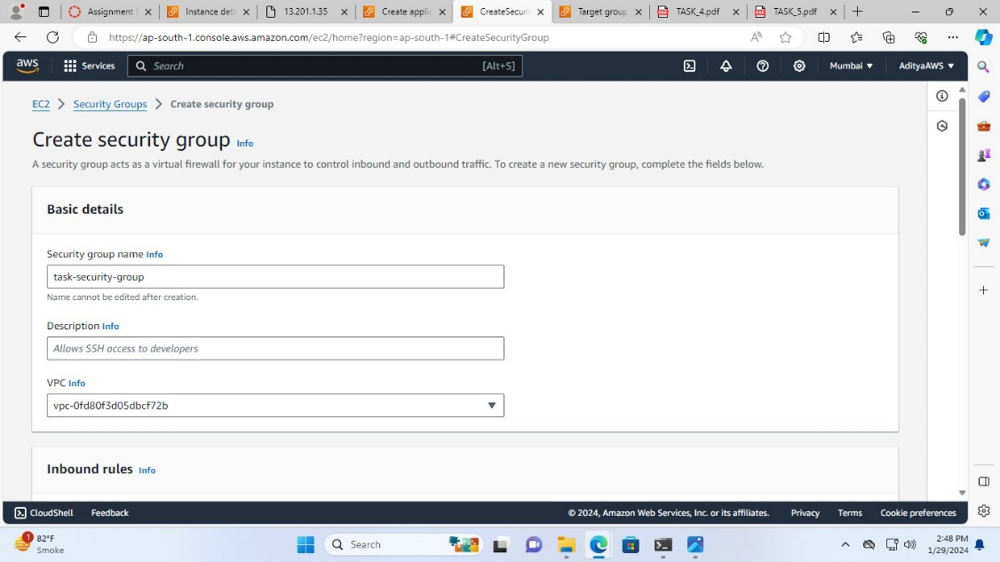 Assignment
Instance deta
13.201.1.35
Create applic
CreateSecuri
Target group
TASK_4.pdf
TASK_5.pdf
https://ap-south-1.console.aws.amazon.com/ec2/home?region=ap-south-1#CreateSecurityGroup
aws
Services
Search
[Alt+S]
Mumbai
AdityaAWS
EC2 > Security Groups > Create security group
Create security group Info
A security group acts as a virtual firewall for your instance to control inbound and outbound traffic. To create a new security group, complete the fields below.
Basic details
Security group name Info
task-security-group
Name cannot be edited after creation.
Description Info
Allows SSH access to developers
VPC Info
vpc-0fd80f3d05dbcf72b
Inbound rules Info
CloudShell
Feedback
© 2024, Amazon Web Services, Inc. or its affiliates.
Privacy
Terms
Cookie preferences
1
82°F
Smoke
Search
2:48 PM
1/29/2024